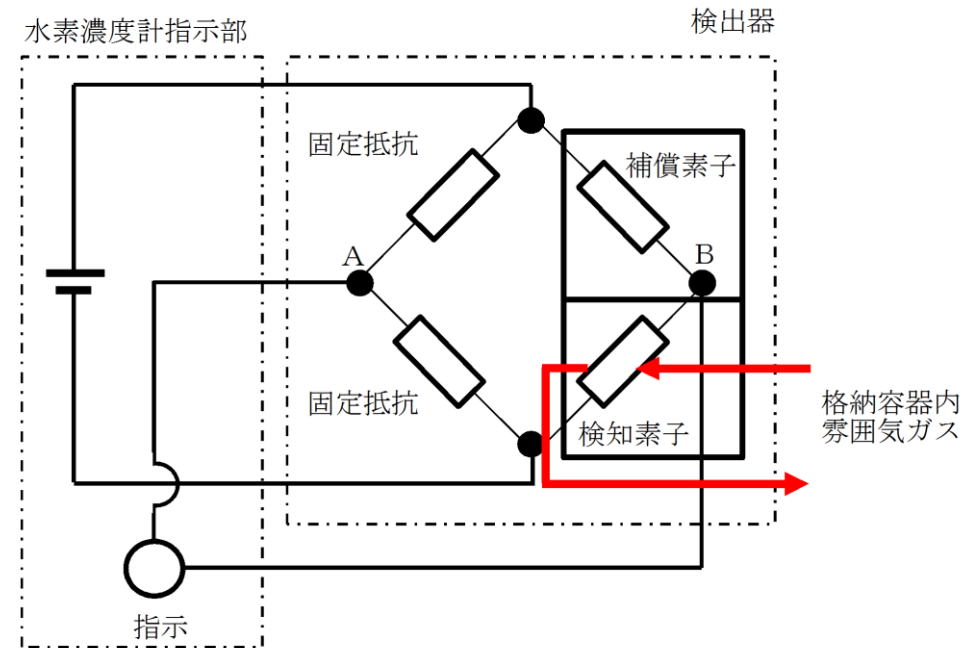 水素濃度計指示部
検出器
固定抵抗
補償素子
A
B
固定抵抗
検知素子
格納容器内
雰囲気ガス
指示